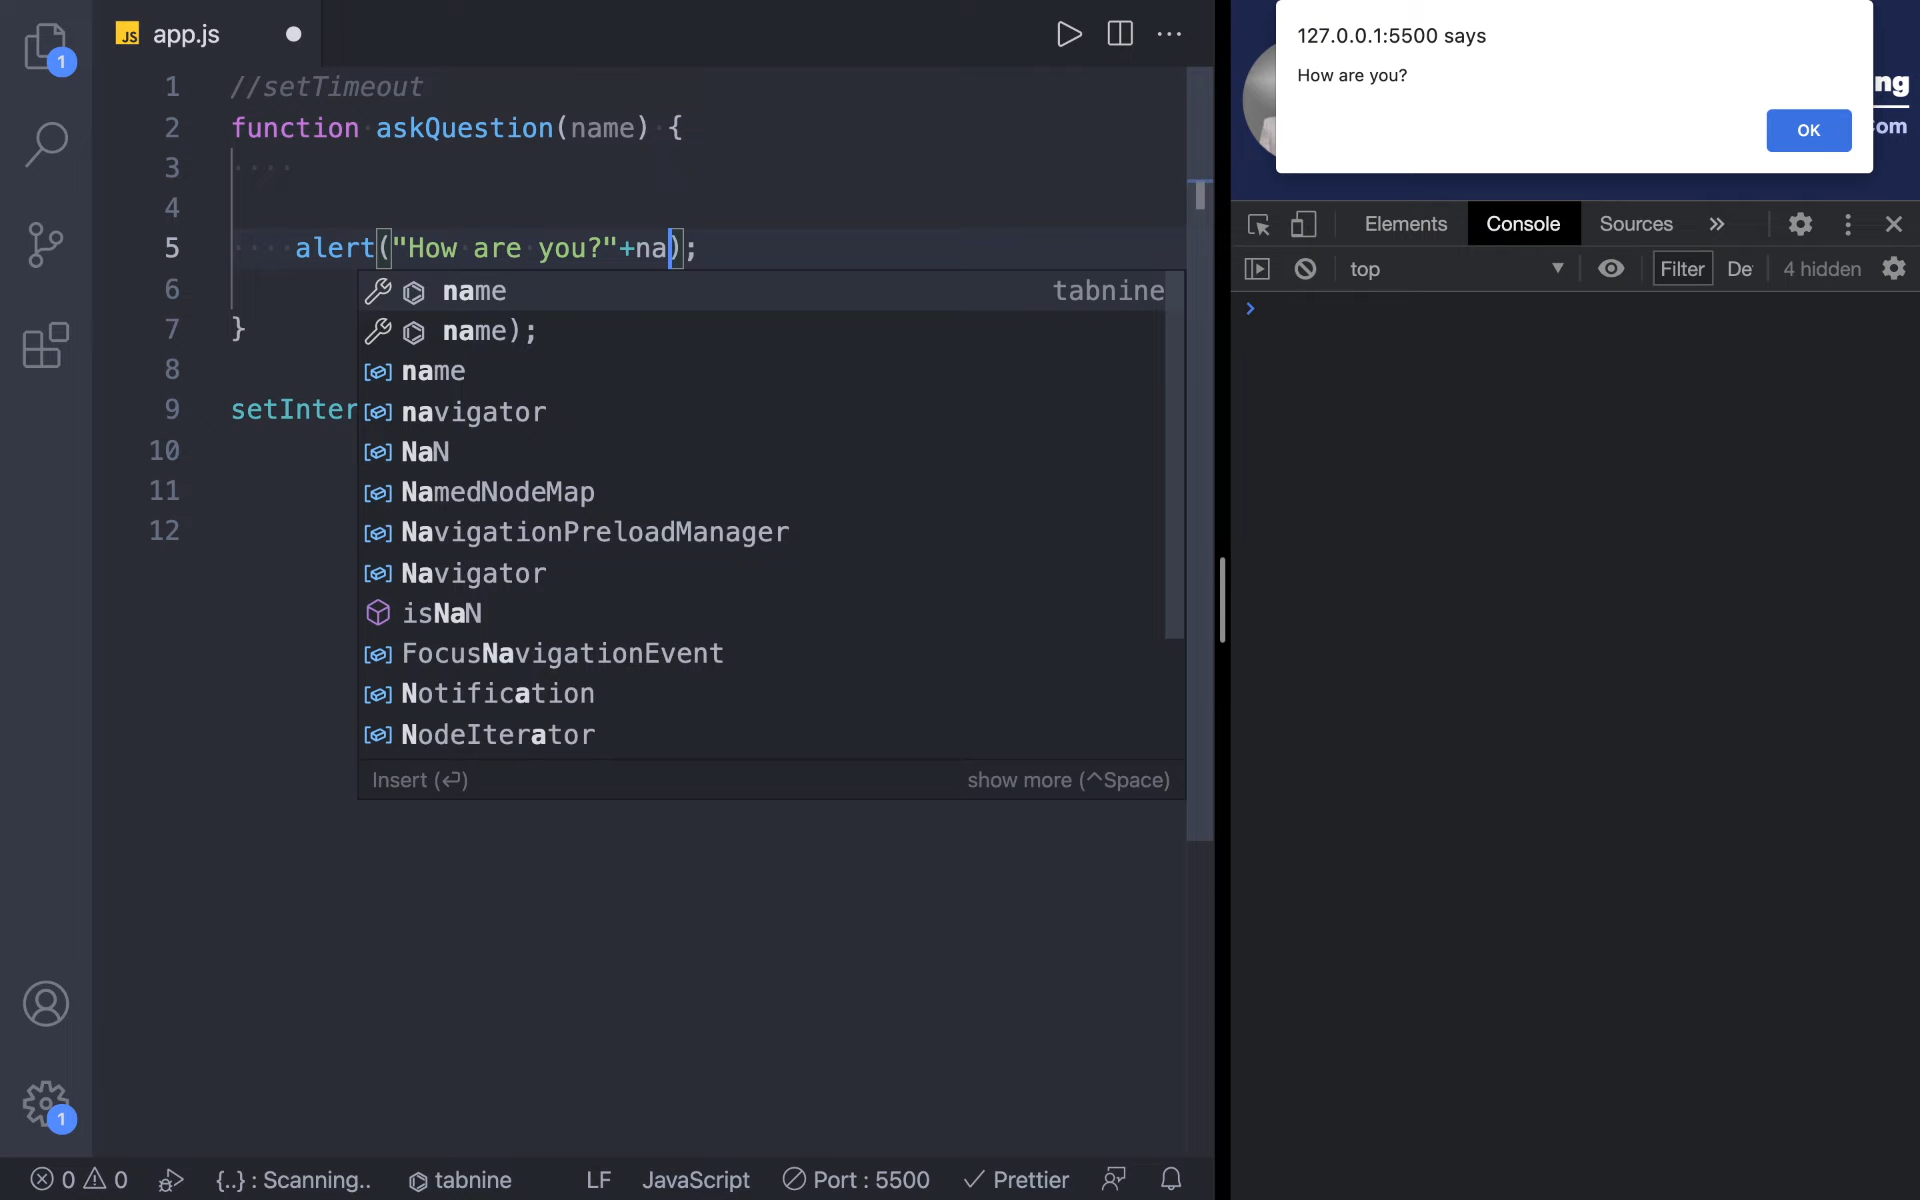 1
JS app.js
1 //setTimeout
2 function askQuestion(name) {
3
4
5 alert("How are you?"+na);
6
7 }
8
9 setInter
10
11
12
name tabnine
name);
name
navigator
NaN
NamedNodeMap
NavigationPreloadManager
Navigator
isNaN
FocusNavigationEvent
Notification
NodeIterator
Insert (⏎) show more (^Space)
1
0 0 {..} : Scanning.. tabnine LF JavaScript Port : 5500 Prettier
127.0.0.1:5500 says
How are you?
OK
ng
om
Elements Console Sources »
top Filter De 4 hidden
>